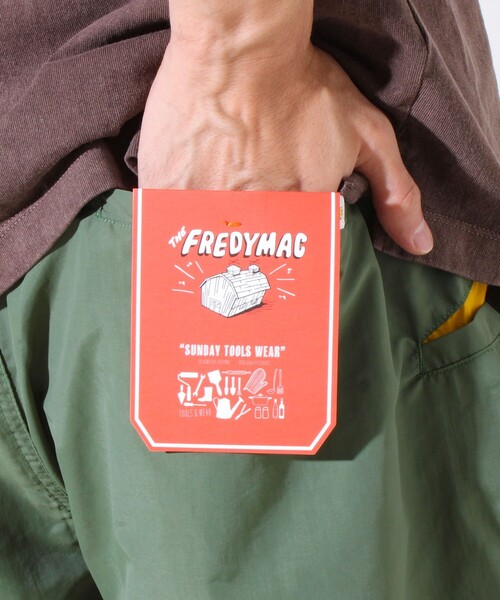 THE
FREDYMAC
"SUNDAY TOOLS WEAR"
TOOLS & WEAR